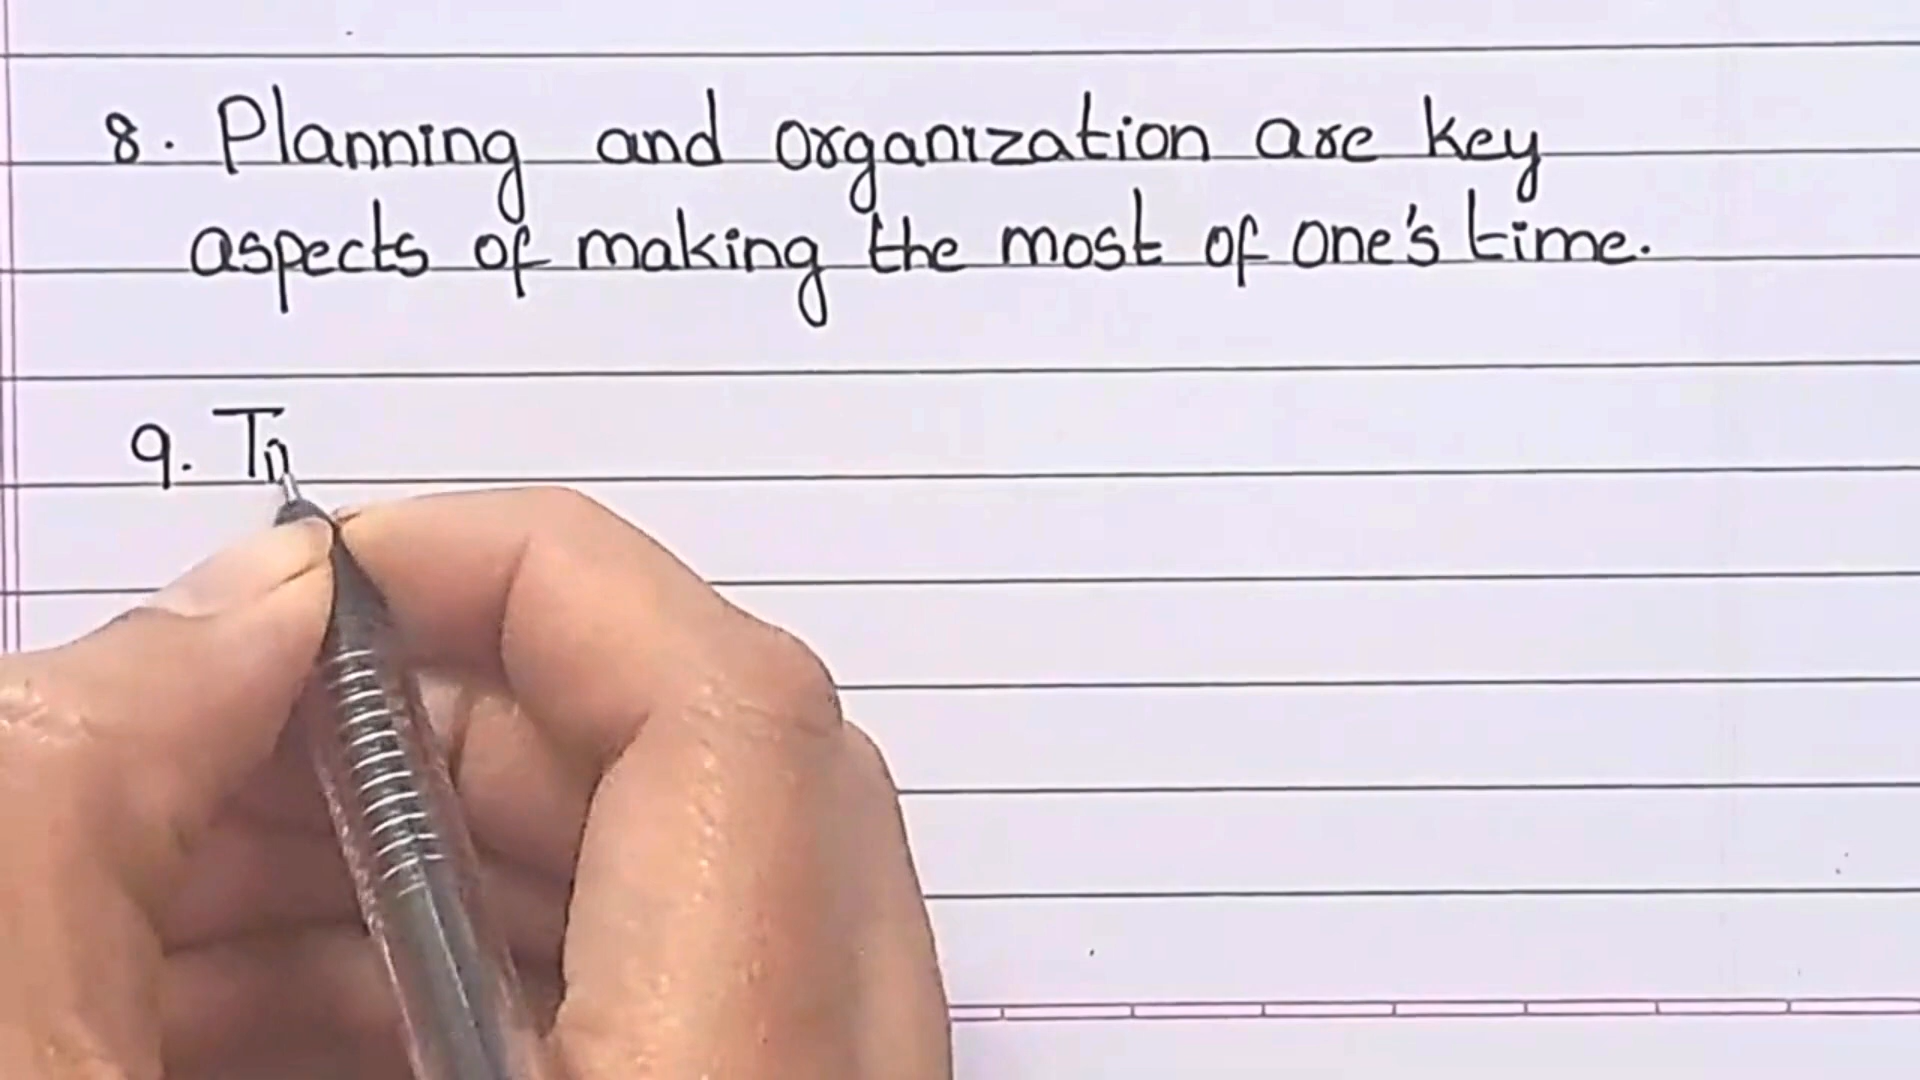 8. Planning and organization are key
aspects of making the most of one's time.
9.